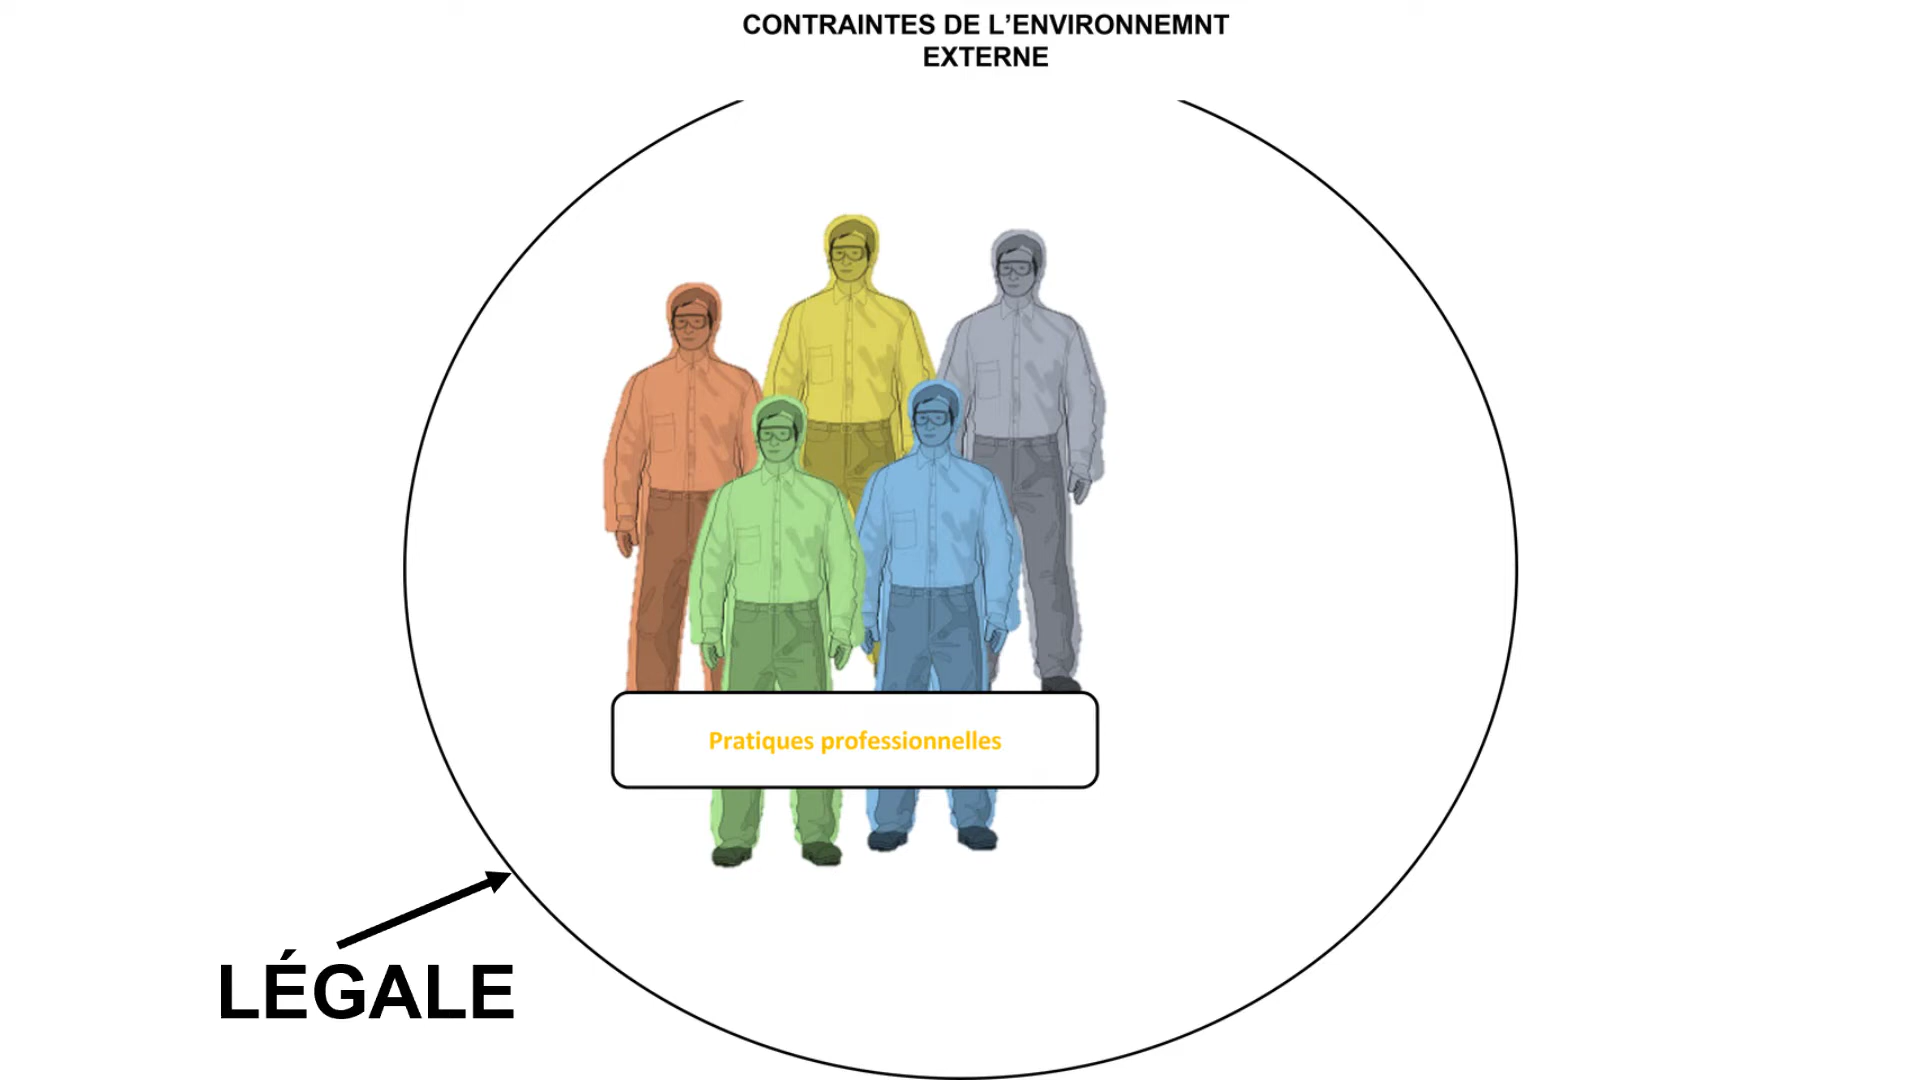 CONTRAINTES DE L’ENVIRONNEMNT
EXTERNE
Pratiques professionnelles
LÉGALE